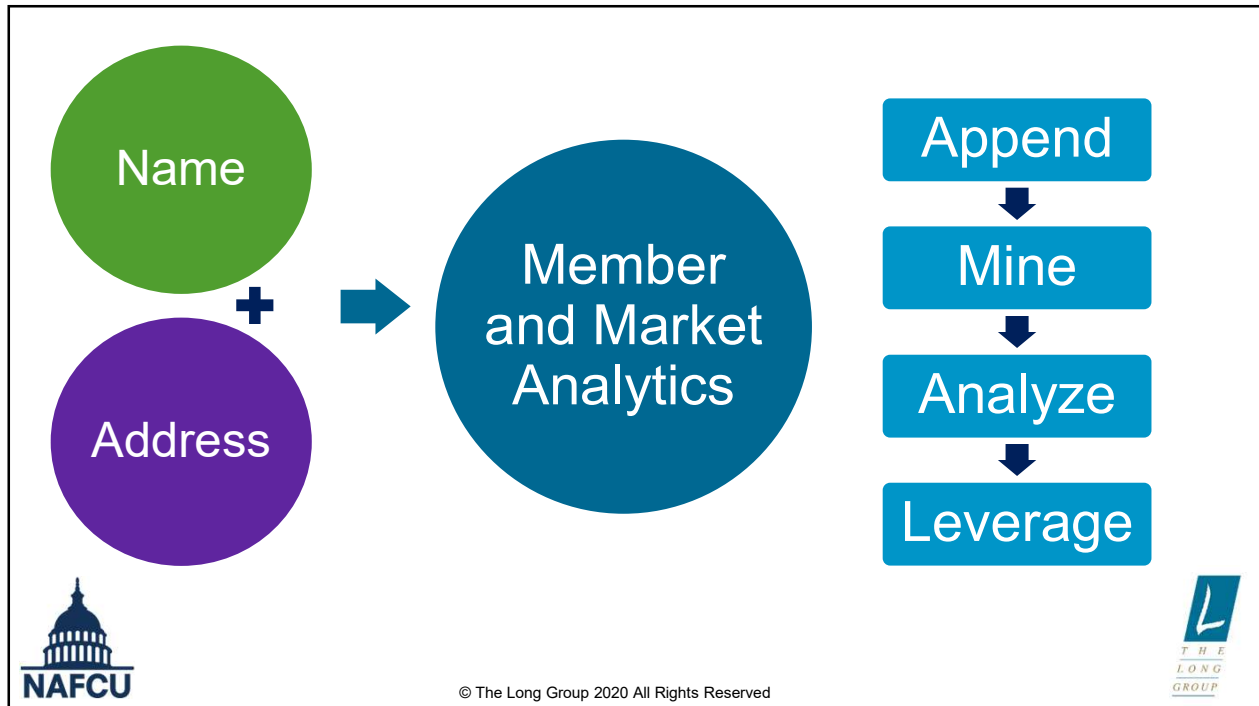 Name
Address
Member
and Market
Analytics
Append
Mine
Analyze
Leverage
NAFCU
© The Long Group 2020 All Rights Reserved
L
THE
LONG
GROUP